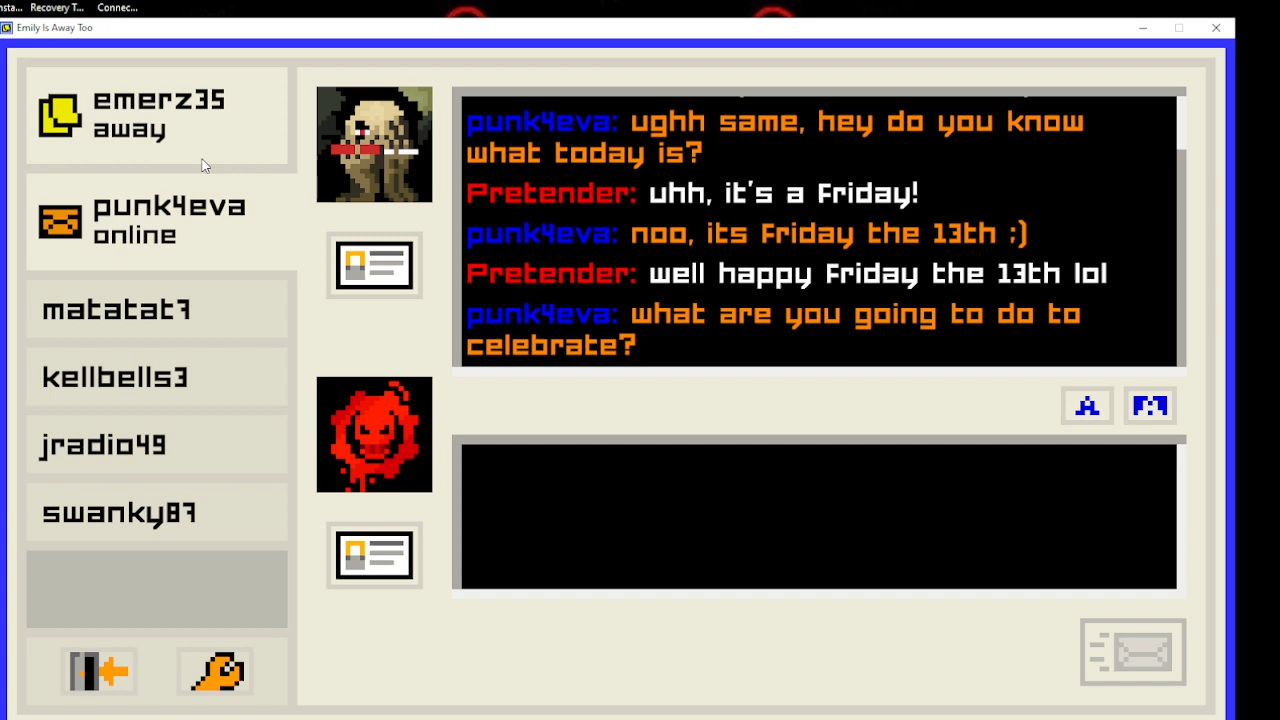 nsta... Recovery T... Connec...
Emily Is Away Too
emerz35
away
punk4eva
online
matatat7
kellbells3
jradio49
swanky87
punk4eva: ughh same, hey do you know
what today is?
Pretender: uhh, it's a Friday!
punk4eva: noo, its Friday the 13th ;)
Pretender: well happy Friday the 13th lol
punk4eva: what are you going to do to
celebrate?
A